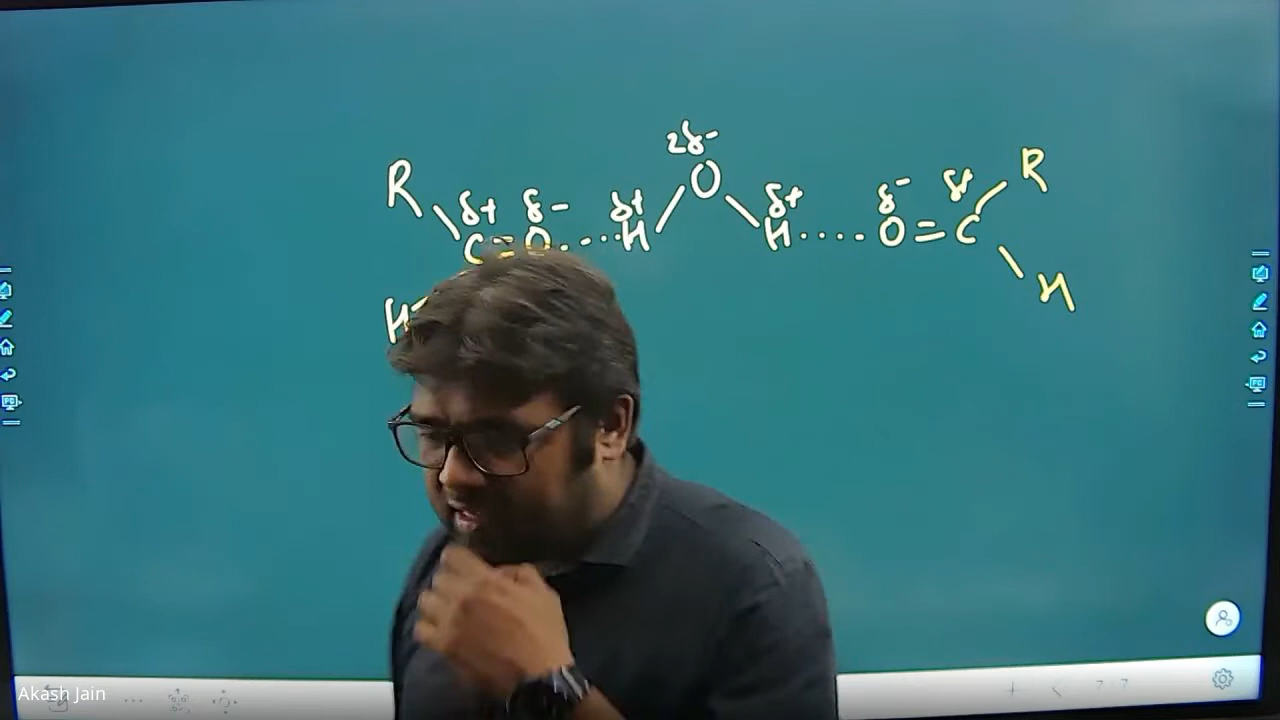 2δ-
R δ+ δ- δ+ O δ+ δ- δ+ R
C=O....H H....O=C
H H
Akash Jain